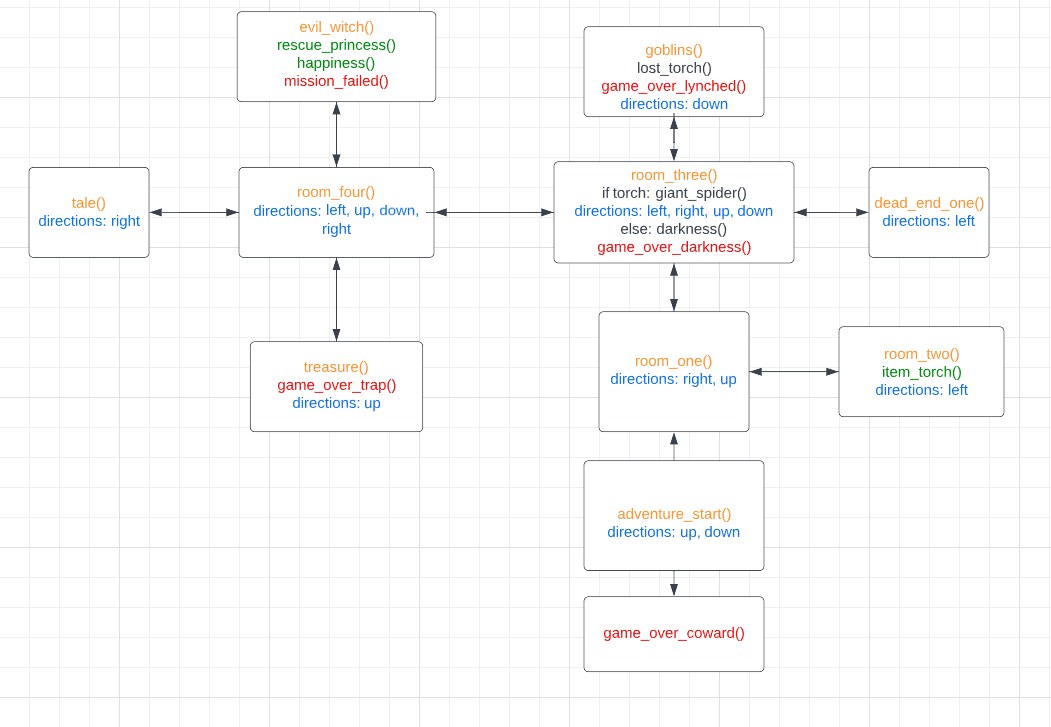 evil_witch()
rescue_princess()
happiness()
mission_failed()
goblins()
lost_torch()
game_over_lynched()
directions: down
tale()
directions: right
room_four()
directions: left, up, down,
right
room_three()
if torch: giant_spider()
directions: left, right, up, down
else: darkness()
game_over_darkness()
dead_end_one()
directions: left
treasure()
game_over_trap()
directions: up
room_one()
directions: right, up
room_two()
item_torch()
directions: left
adventure_start()
directions: up, down
game_over_coward()